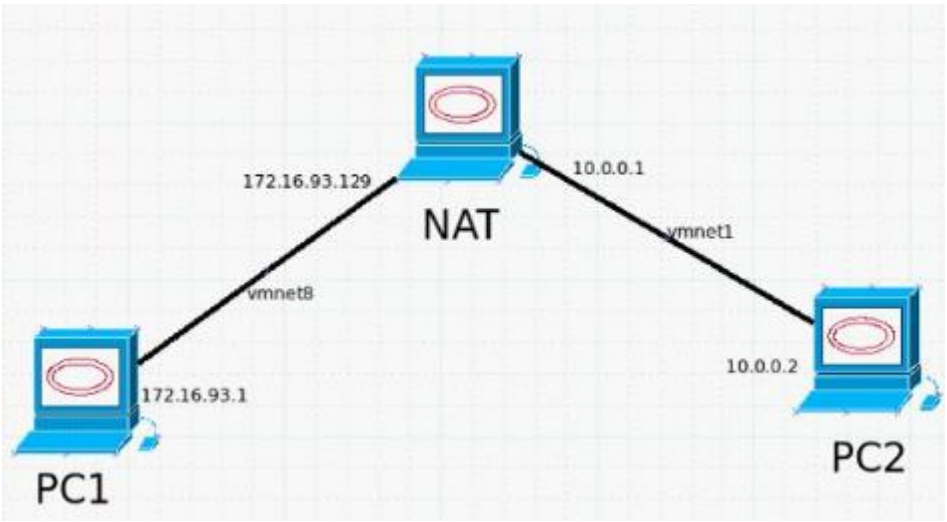 172.16.93.129
10.0.0.1
NAT
vmnet1
vmnet8
10.0.0.2
172.16.93.1
PC2
PC1